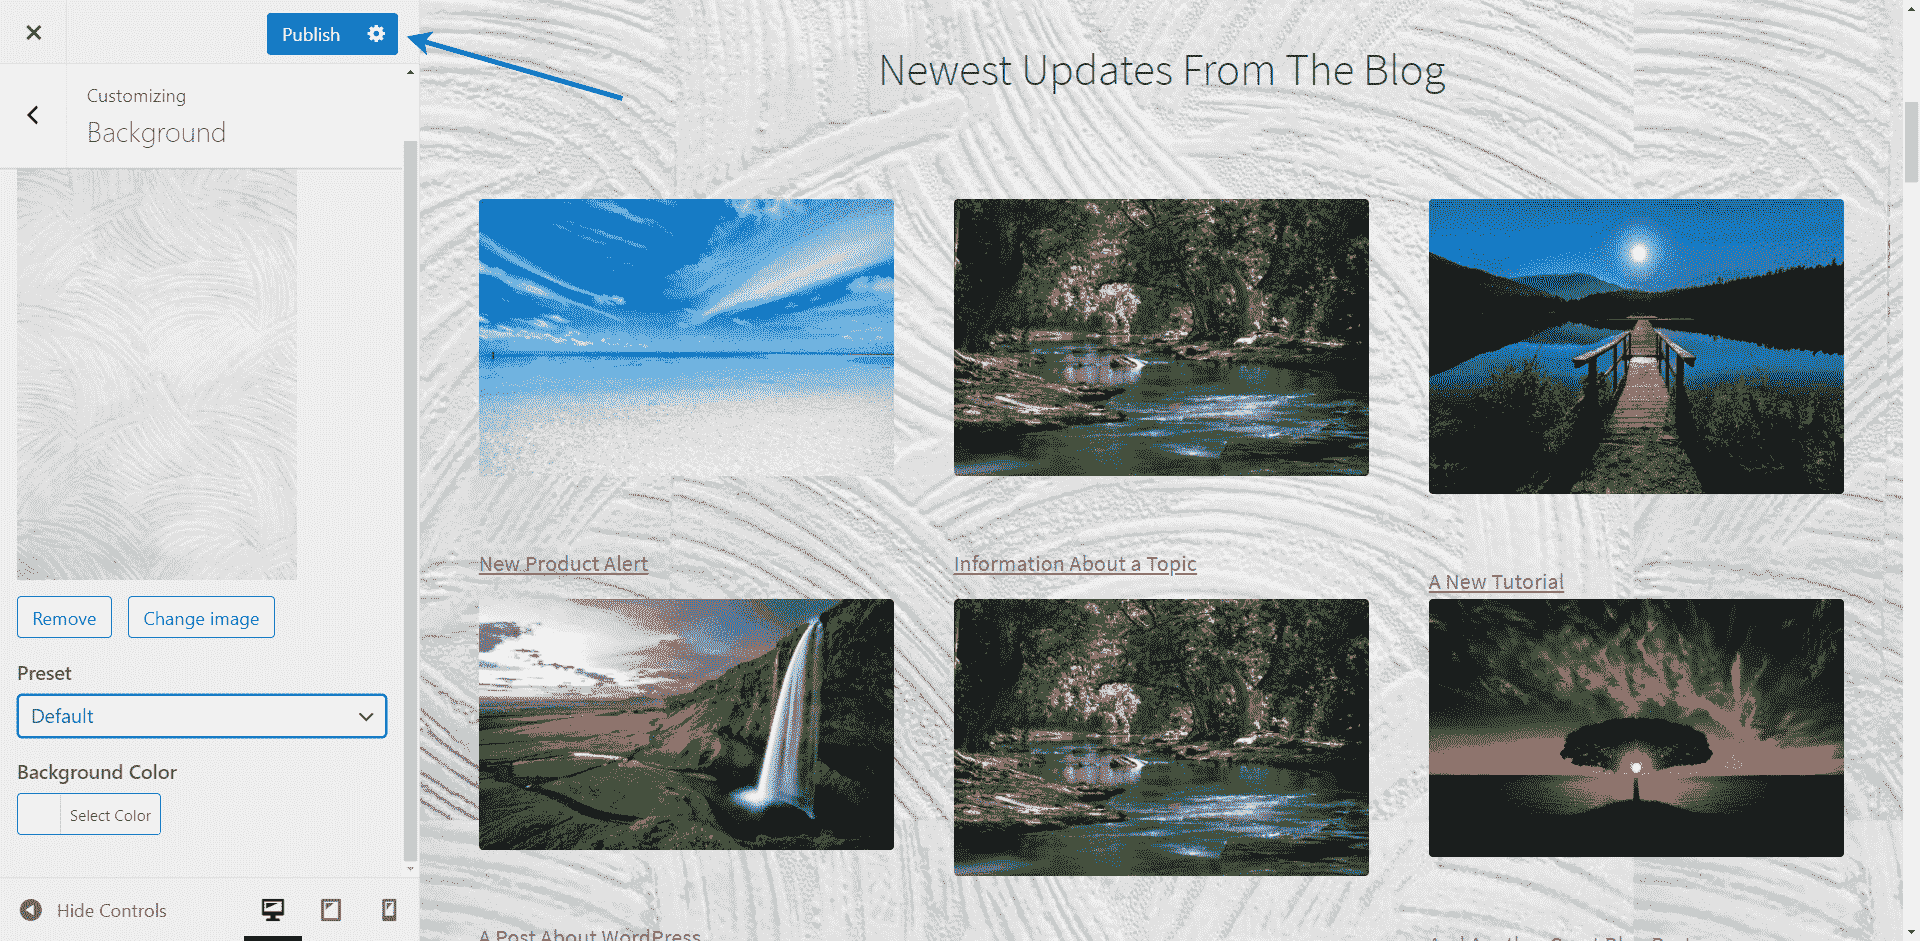 Publish
Customizing
Background
Remove
Change image
Preset
Default
Background Color
Select Color
Hide Controls
Newest Updates From The Blog
New Product Alert
Information About a Topic
A New Tutorial
A Post About WordPress